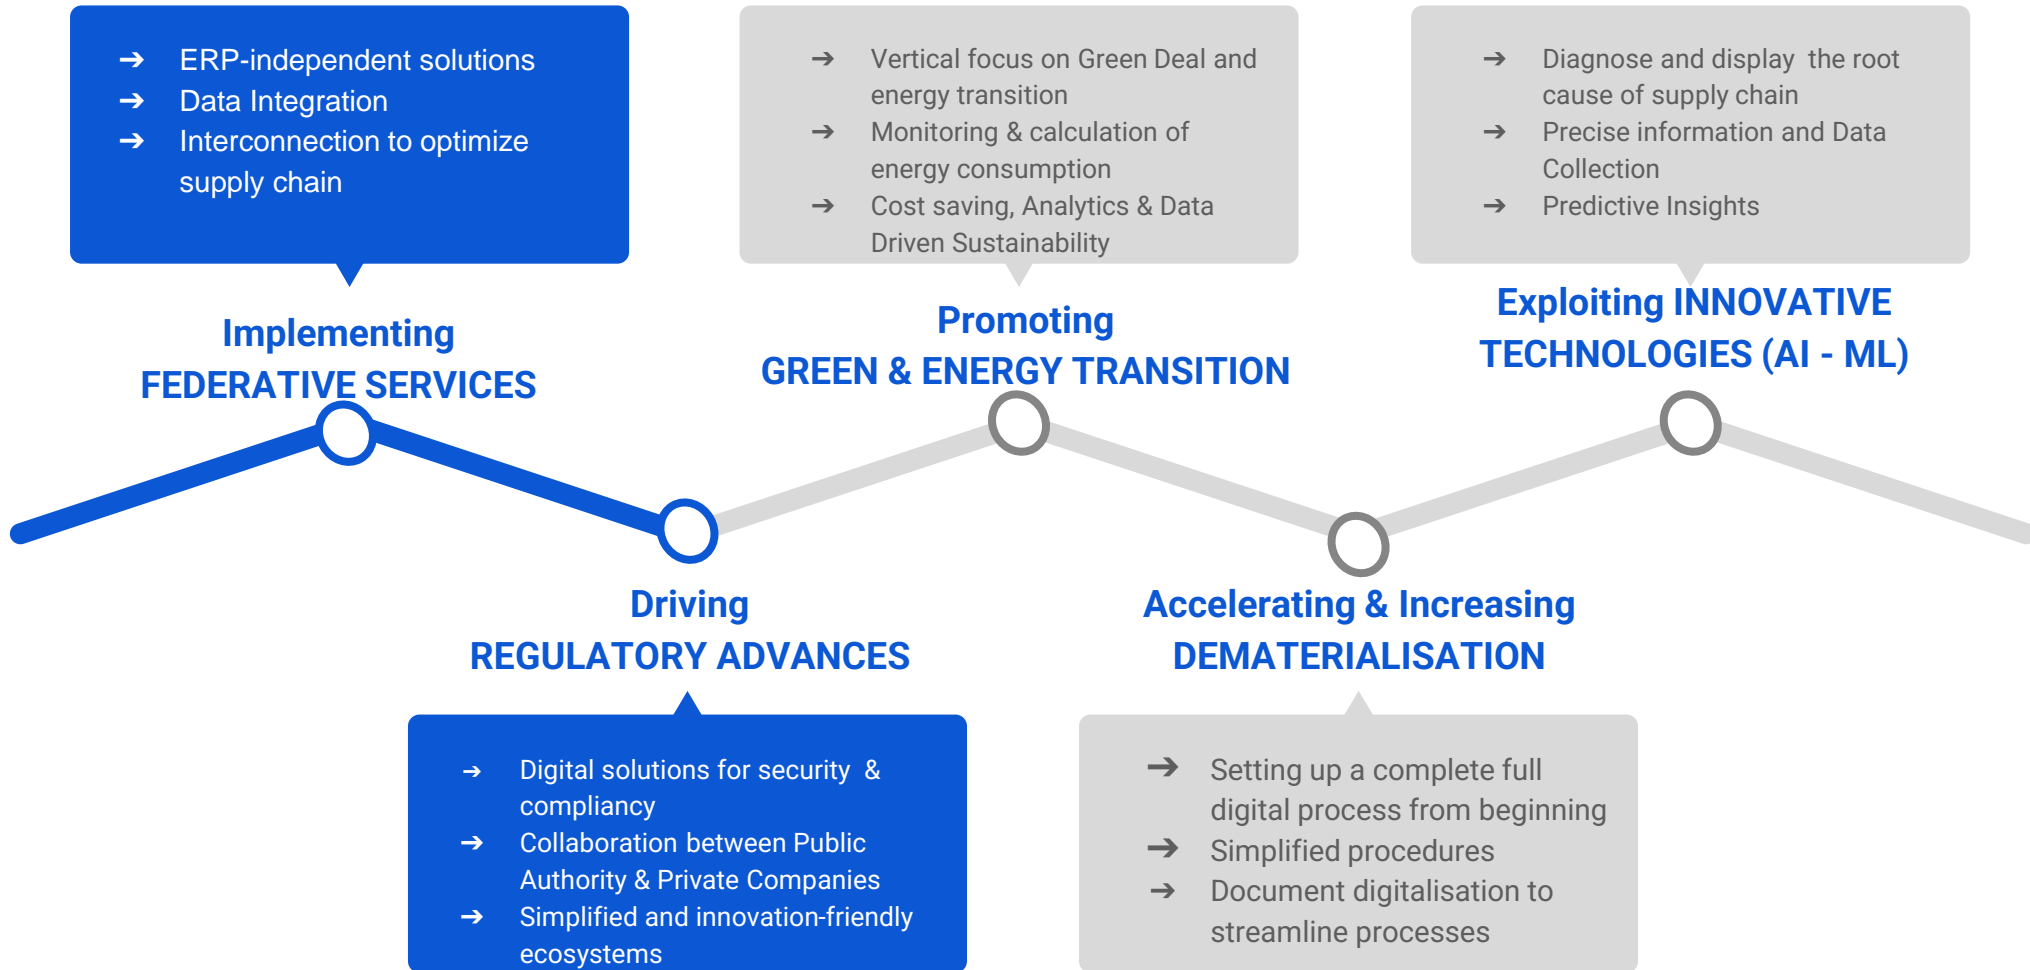 ➔ ERP-independent solutions
➔ Data Integration
➔ Interconnection to optimize
supply chain
Implementing
FEDERATIVE SERVICES
➔ Vertical focus on Green Deal and
energy transition
➔ Monitoring & calculation of
energy consumption
➔ Cost saving, Analytics & Data
Driven Sustainability
Promoting
GREEN & ENERGY TRANSITION
➔ Diagnose and display the root
cause of supply chain
➔ Precise information and Data
Collection
➔ Predictive Insights
Exploiting INNOVATIVE
TECHNOLOGIES (AI - ML)
Driving
REGULATORY ADVANCES
➔ Digital solutions for security &
compliancy
➔ Collaboration between Public
Authority & Private Companies
➔ Simplified and innovation-friendly
ecosystems
Accelerating & Increasing
DEMATERIALISATION
➔ Setting up a complete full
digital process from beginning
➔ Simplified procedures
➔ Document digitalisation to
streamline processes